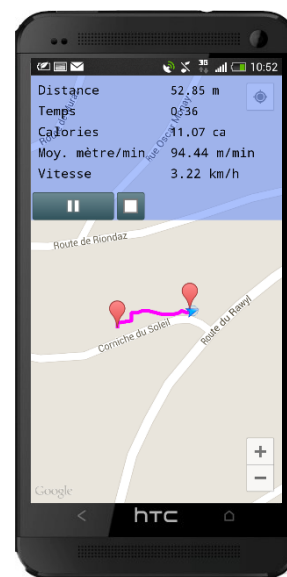 10:52
Distance 52.85 m
Temps 0:36
Calories 11.07 ca
Moy. mètre/min 94.44 m/min
Vitesse 3.22 km/h
Route de Riondaz
Corniche du Soleil
Route du Rawyl
+
−
Google
hTC